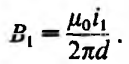 B₁ = μ₀i₁ / 2πd .